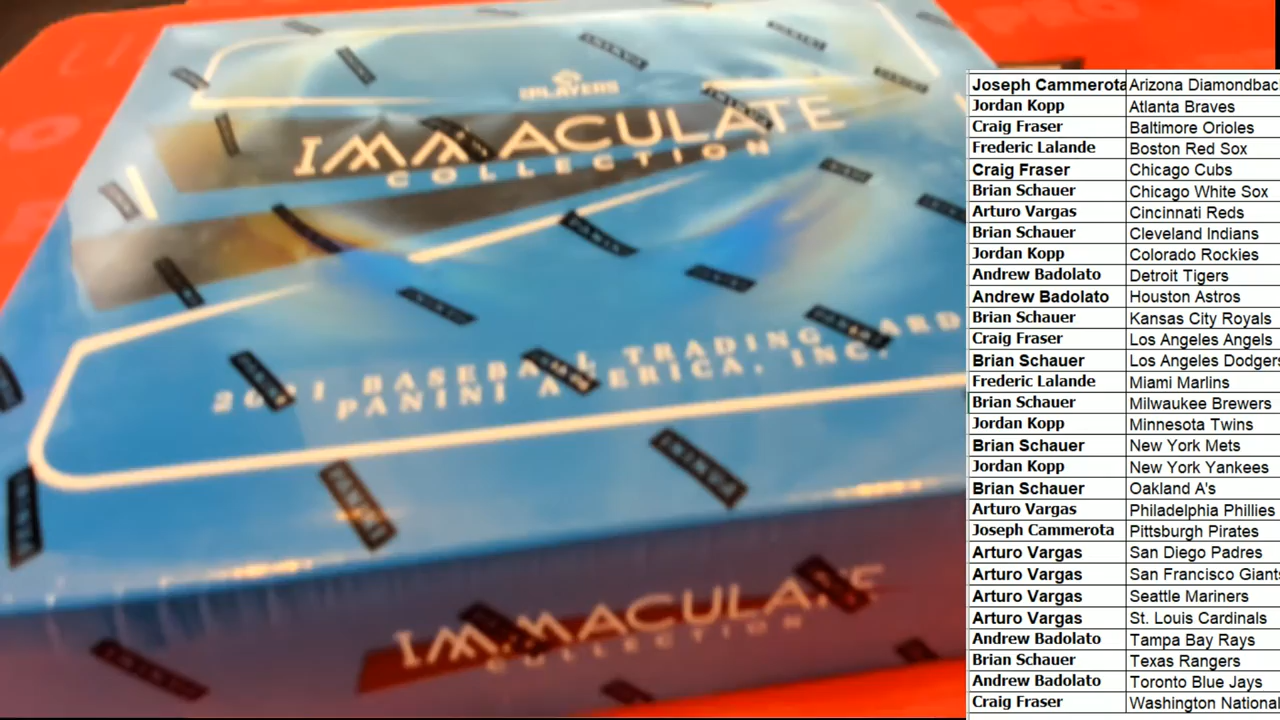 PLAYERS
IMMACULATE
COLLECTION
2021 BASEBALL TRADING CARD
PANINI AMERICA, INC.
IMMACULATE
COLLECTION
PANINI
PANINI
PANINI
Joseph Cammerota Arizona Diamondbac
Jordan Kopp Atlanta Braves
Craig Fraser Baltimore Orioles
Frederic Lalande Boston Red Sox
Craig Fraser Chicago Cubs
Brian Schauer Chicago White Sox
Arturo Vargas Cincinnati Reds
Brian Schauer Cleveland Indians
Jordan Kopp Colorado Rockies
Andrew Badolato Detroit Tigers
Andrew Badolato Houston Astros
Brian Schauer Kansas City Royals
Craig Fraser Los Angeles Angels
Brian Schauer Los Angeles Dodgers
Frederic Lalande Miami Marlins
Brian Schauer Milwaukee Brewers
Jordan Kopp Minnesota Twins
Brian Schauer New York Mets
Jordan Kopp New York Yankees
Brian Schauer Oakland A's
Arturo Vargas Philadelphia Phillies
Joseph Cammerota Pittsburgh Pirates
Arturo Vargas San Diego Padres
Arturo Vargas San Francisco Giants
Arturo Vargas Seattle Mariners
Arturo Vargas St. Louis Cardinals
Andrew Badolato Tampa Bay Rays
Brian Schauer Texas Rangers
Andrew Badolato Toronto Blue Jays
Craig Fraser Washington National